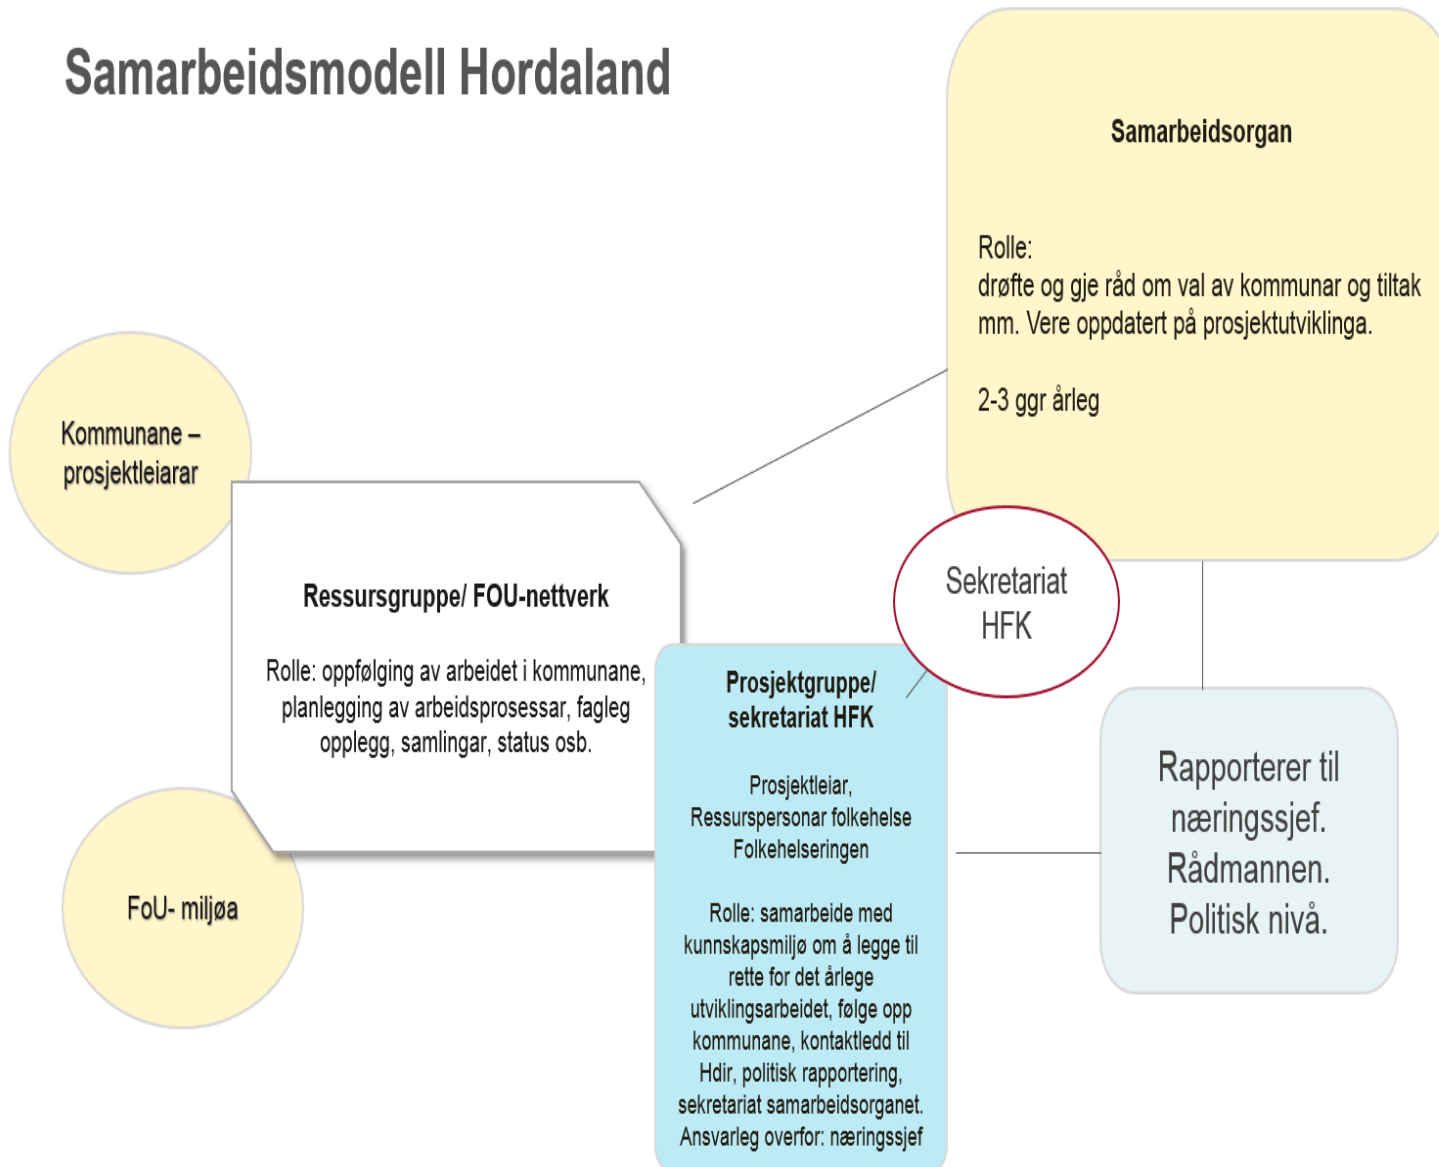 Samarbeidsmodell Hordaland
Samarbeidsorgan
Rolle:
drøfte og gje råd om val av kommunar og tiltak
mm. Vere oppdatert på prosjektutviklinga.
2-3 ggr årleg
Kommunane –
prosjektleiarar
Ressursgruppe/ FOU-nettverk
Rolle: oppfølging av arbeidet i kommunane,
planlegging av arbeidsprosessar, fagleg
opplegg, samlingar, status osb.
FoU- miljøa
Sekretariat
HFK
Prosjektgruppe/
sekretariat HFK
Prosjektleiar,
Ressurspersonar folkehelse
Folkehelseringen
Rolle: samarbeide med
kunnskapsmiljø om å legge til
rette for det årlege
utviklingsarbeidet, følge opp
kommunane, kontaktledd til
Hdir, politisk rapportering,
sekretariat samarbeidsorganet.
Ansvarleg overfor: næringssjef
Rapporterer til
næringssjef.
Rådmannen.
Politisk nivå.